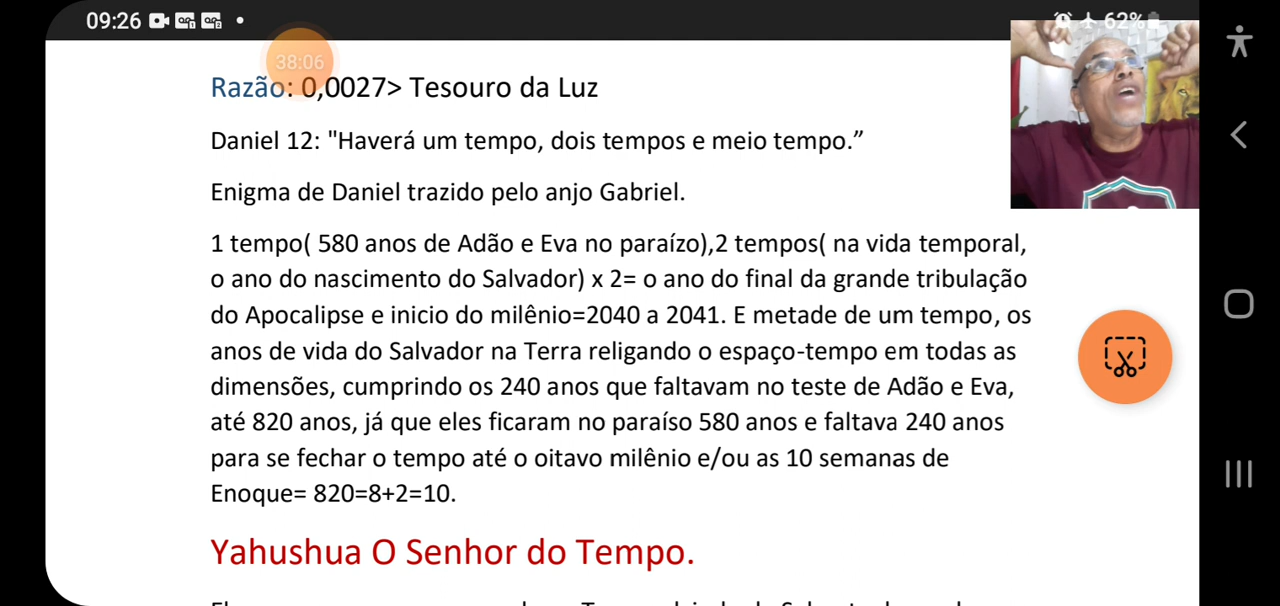 09:26
62%
38:06
Razão: 0,0027> Tesouro da Luz
Daniel 12: "Haverá um tempo, dois tempos e meio tempo.”
Enigma de Daniel trazido pelo anjo Gabriel.
1 tempo( 580 anos de Adão e Eva no paraízo),2 tempos( na vida temporal,
o ano do nascimento do Salvador) x 2= o ano do final da grande tribulação
do Apocalipse e inicio do milênio=2040 a 2041. E metade de um tempo, os
anos de vida do Salvador na Terra religando o espaço-tempo em todas as
dimensões, cumprindo os 240 anos que faltavam no teste de Adão e Eva,
até 820 anos, já que eles ficaram no paraíso 580 anos e faltava 240 anos
para se fechar o tempo até o oitavo milênio e/ou as 10 semanas de
Enoque= 820=8+2=10.
Yahushua O Senhor do Tempo.